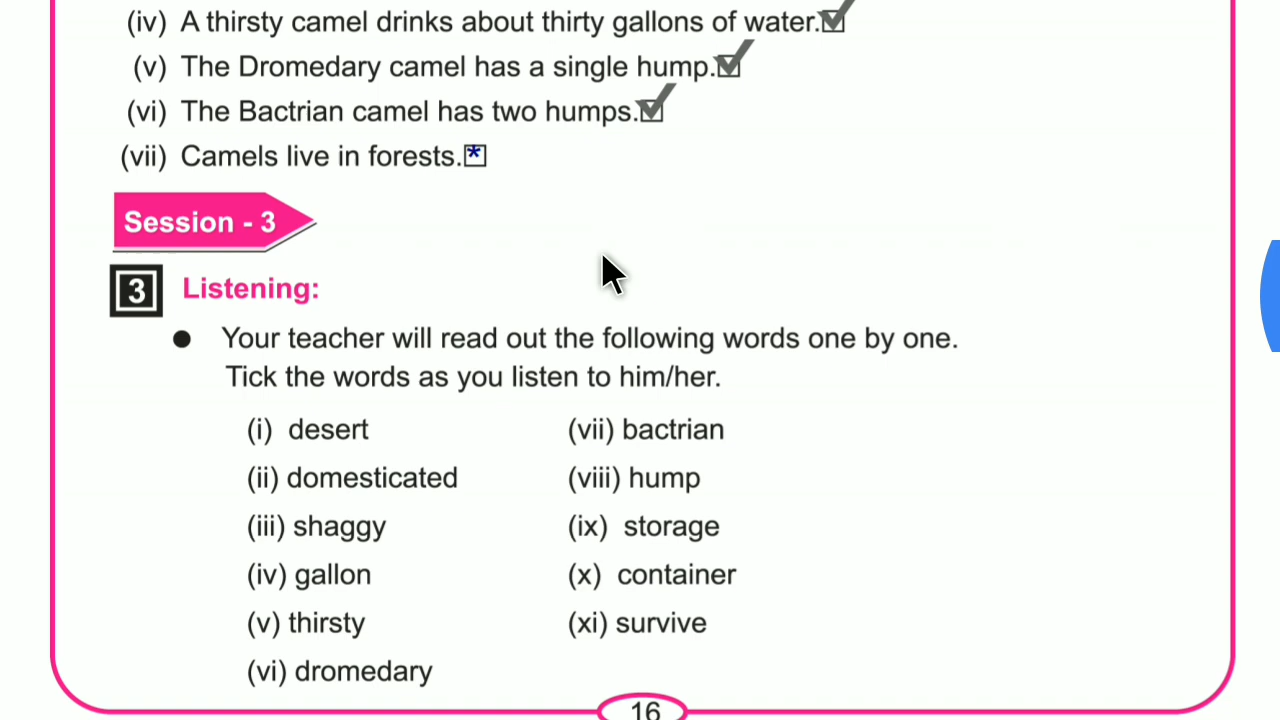 (iv) A thirsty camel drinks about thirty gallons of water.
(v) The Dromedary camel has a single hump.
(vi) The Bactrian camel has two humps.
(vii) Camels live in forests. *
Session - 3
3 Listening:
● Your teacher will read out the following words one by one.
Tick the words as you listen to him/her.
(i) desert
(ii) domesticated
(iii) shaggy
(iv) gallon
(v) thirsty
(vi) dromedary
(vii) bactrian
(viii) hump
(ix) storage
(x) container
(xi) survive
16